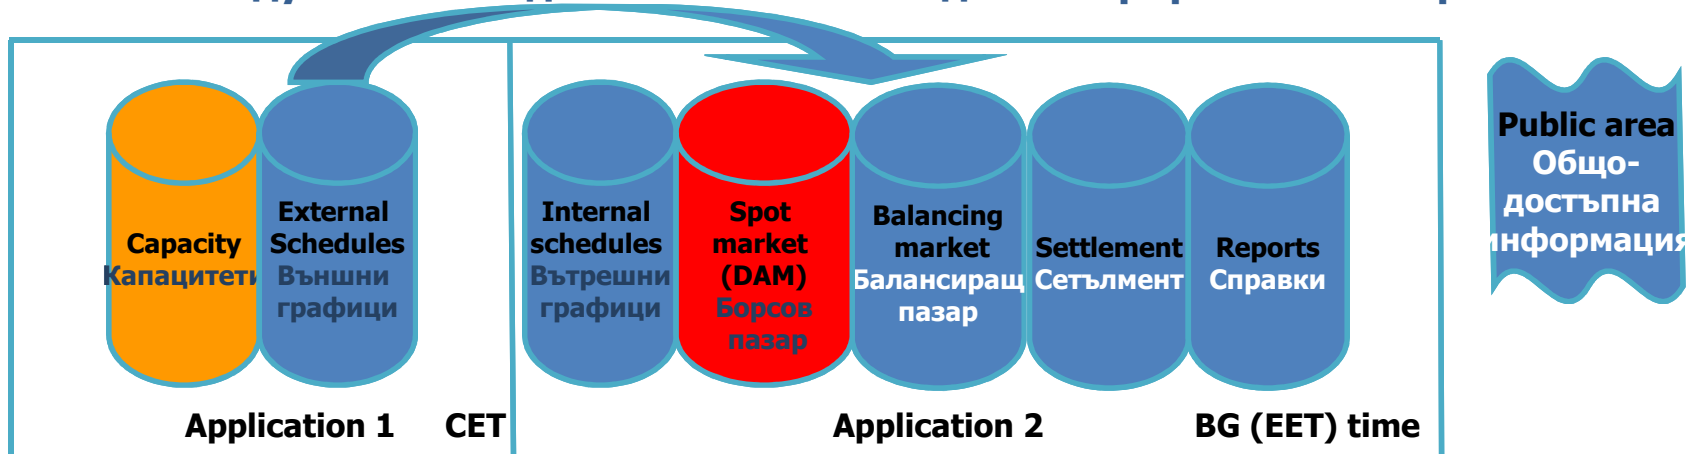 Capacity
Капацитети
External
Schedules
Външни
графици
Internal
schedules
Вътрешни
графици
Spot
market
(DAM)
Борсов
пазар
Balancing
market
Балансиращ
пазар
Settlement
Сетълмент
Reports
Справки
Public area
Общо-
достъпна
информация
Application 1 CET
Application 2 BG (EET) time